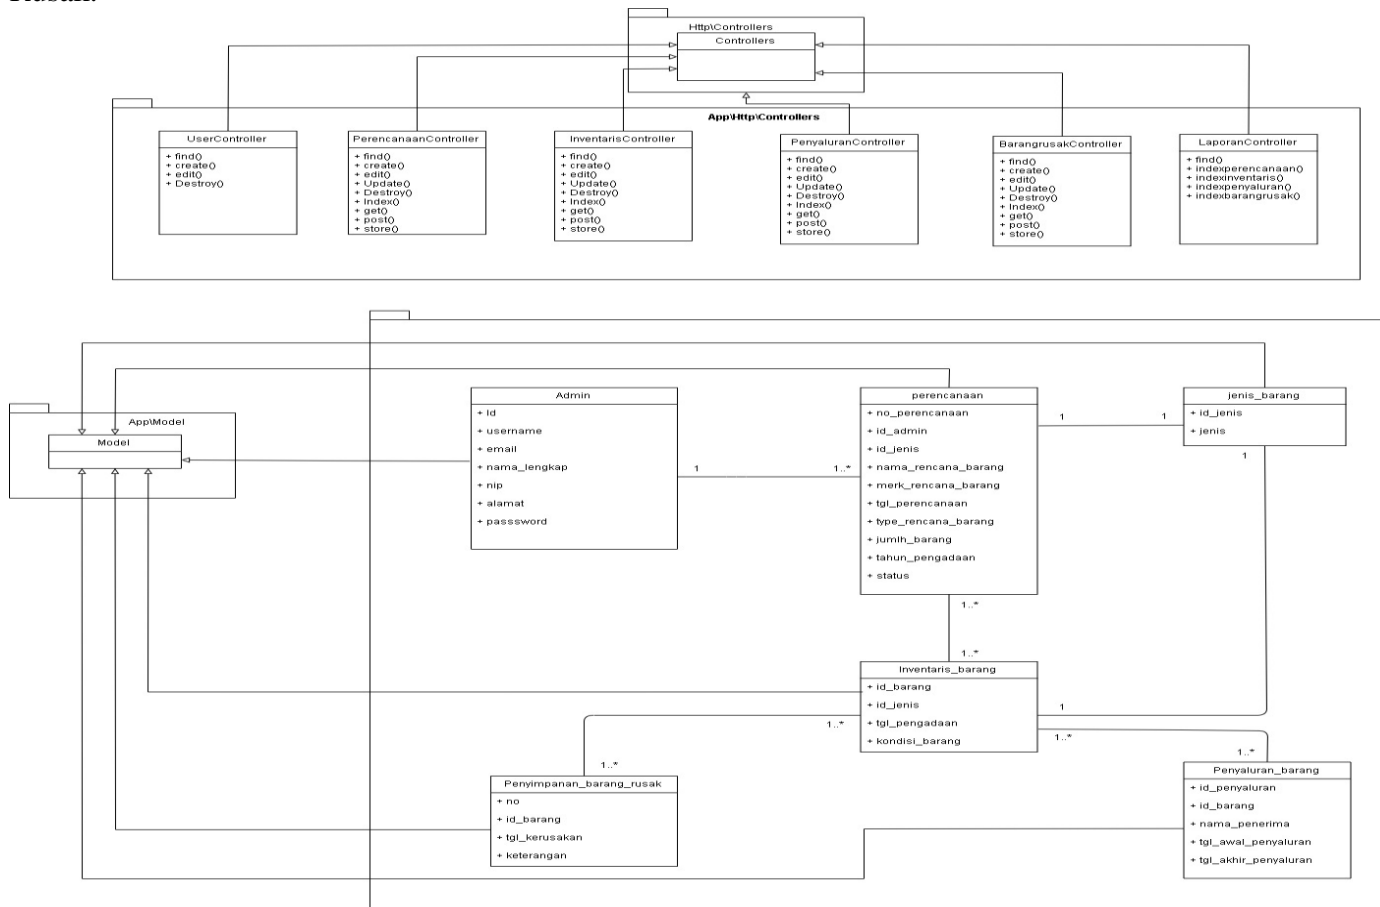 Http\Controllers
Controllers
App\Http\Controllers
UserController
+ find()
+ create()
+ edit()
+ Destroy()
PerencanaanController
+ find()
+ create()
+ edit()
+ Update()
+ Destroy()
+ Index()
+ get()
+ post()
+ store()
InventarisController
+ find()
+ create()
+ edit()
+ Update()
+ Destroy()
+ Index()
+ get()
+ post()
+ store()
PenyaluranController
+ find()
+ create()
+ edit()
+ Update()
+ Destroy()
+ Index()
+ get()
+ post()
+ store()
BarangrusakController
+ find()
+ create()
+ edit()
+ Update()
+ Destroy()
+ Index()
+ get()
+ post()
+ store()
LaporanController
+ find()
+ indexperencanaan()
+ indexinventaris()
+ indexpenyaluran()
+ indexbarangrusak()
App\Model
Model
Admin
+ Id
+ username
+ email
+ nama_lengkap
+ nip
+ alamat
+ passsword
1
1..*
perencanaan
+ no_perencanaan
+ id_admin
+ id_jenis
+ nama_rencana_barang
+ merk_rencana_barang
+ tgl_perencanaan
+ type_rencana_barang
+ jumlh_barang
+ tahun_pengadaan
+ status
1
1
jenis_barang
+ id_jenis
+ jenis
1
1..*
1..*
Inventaris_barang
+ id_barang
+ id_jenis
+ tgl_pengadaan
+ kondisi_barang
1
1..*
1..*
1..*
1..*
Penyimpanan_barang_rusak
+ no
+ id_barang
+ tgl_kerusakan
+ keterangan
Penyaluran_barang
+ id_penyaluran
+ id_barang
+ nama_penerima
+ tgl_awal_penyaluran
+ tgl_akhir_penyaluran